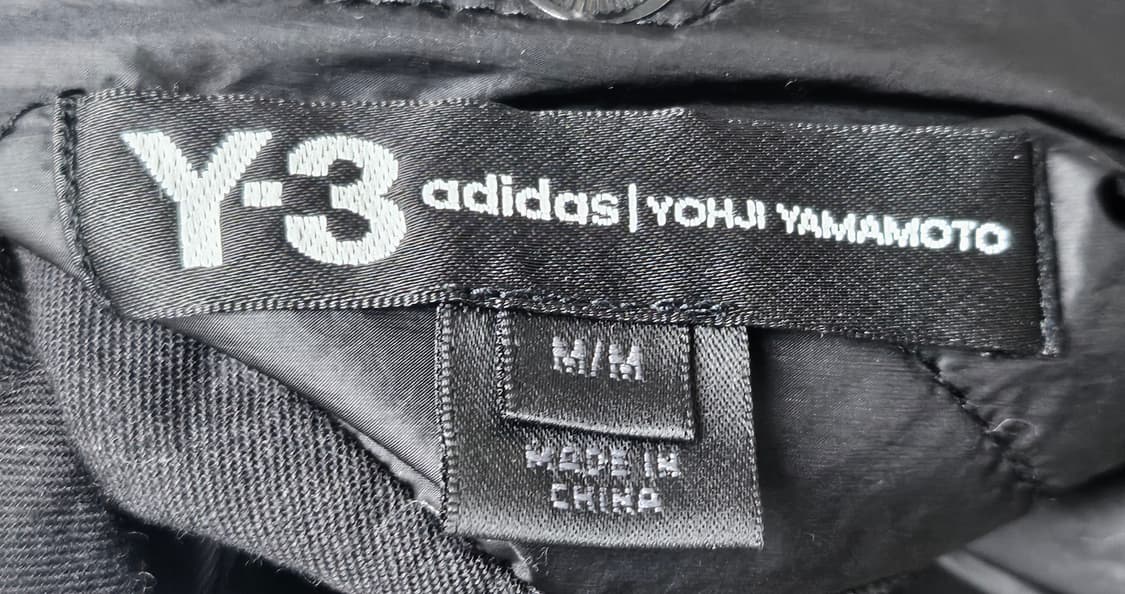 Y-3 adidas | YOHJI YAMAMOTO
M/M
MADE IN
CHINA